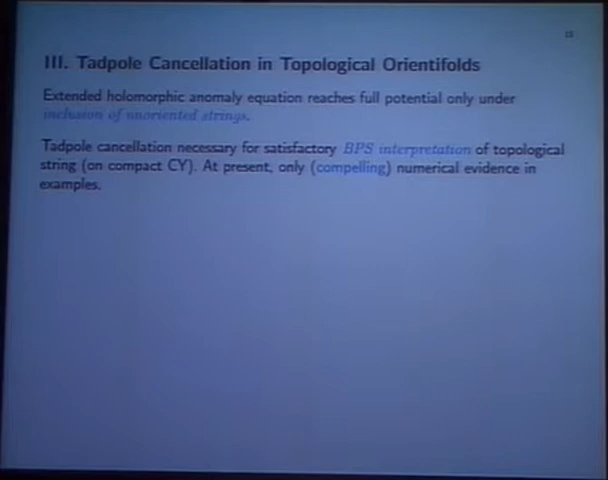 III. Tadpole Cancellation in Topological Orientifolds
Extended holomorphic anomaly equation reaches full potential only under
inclusion of unoriented strings.
Tadpole cancellation necessary for satisfactory BPS interpretation of topological
string (on compact CY). At present, only (compelling) numerical evidence in
examples.